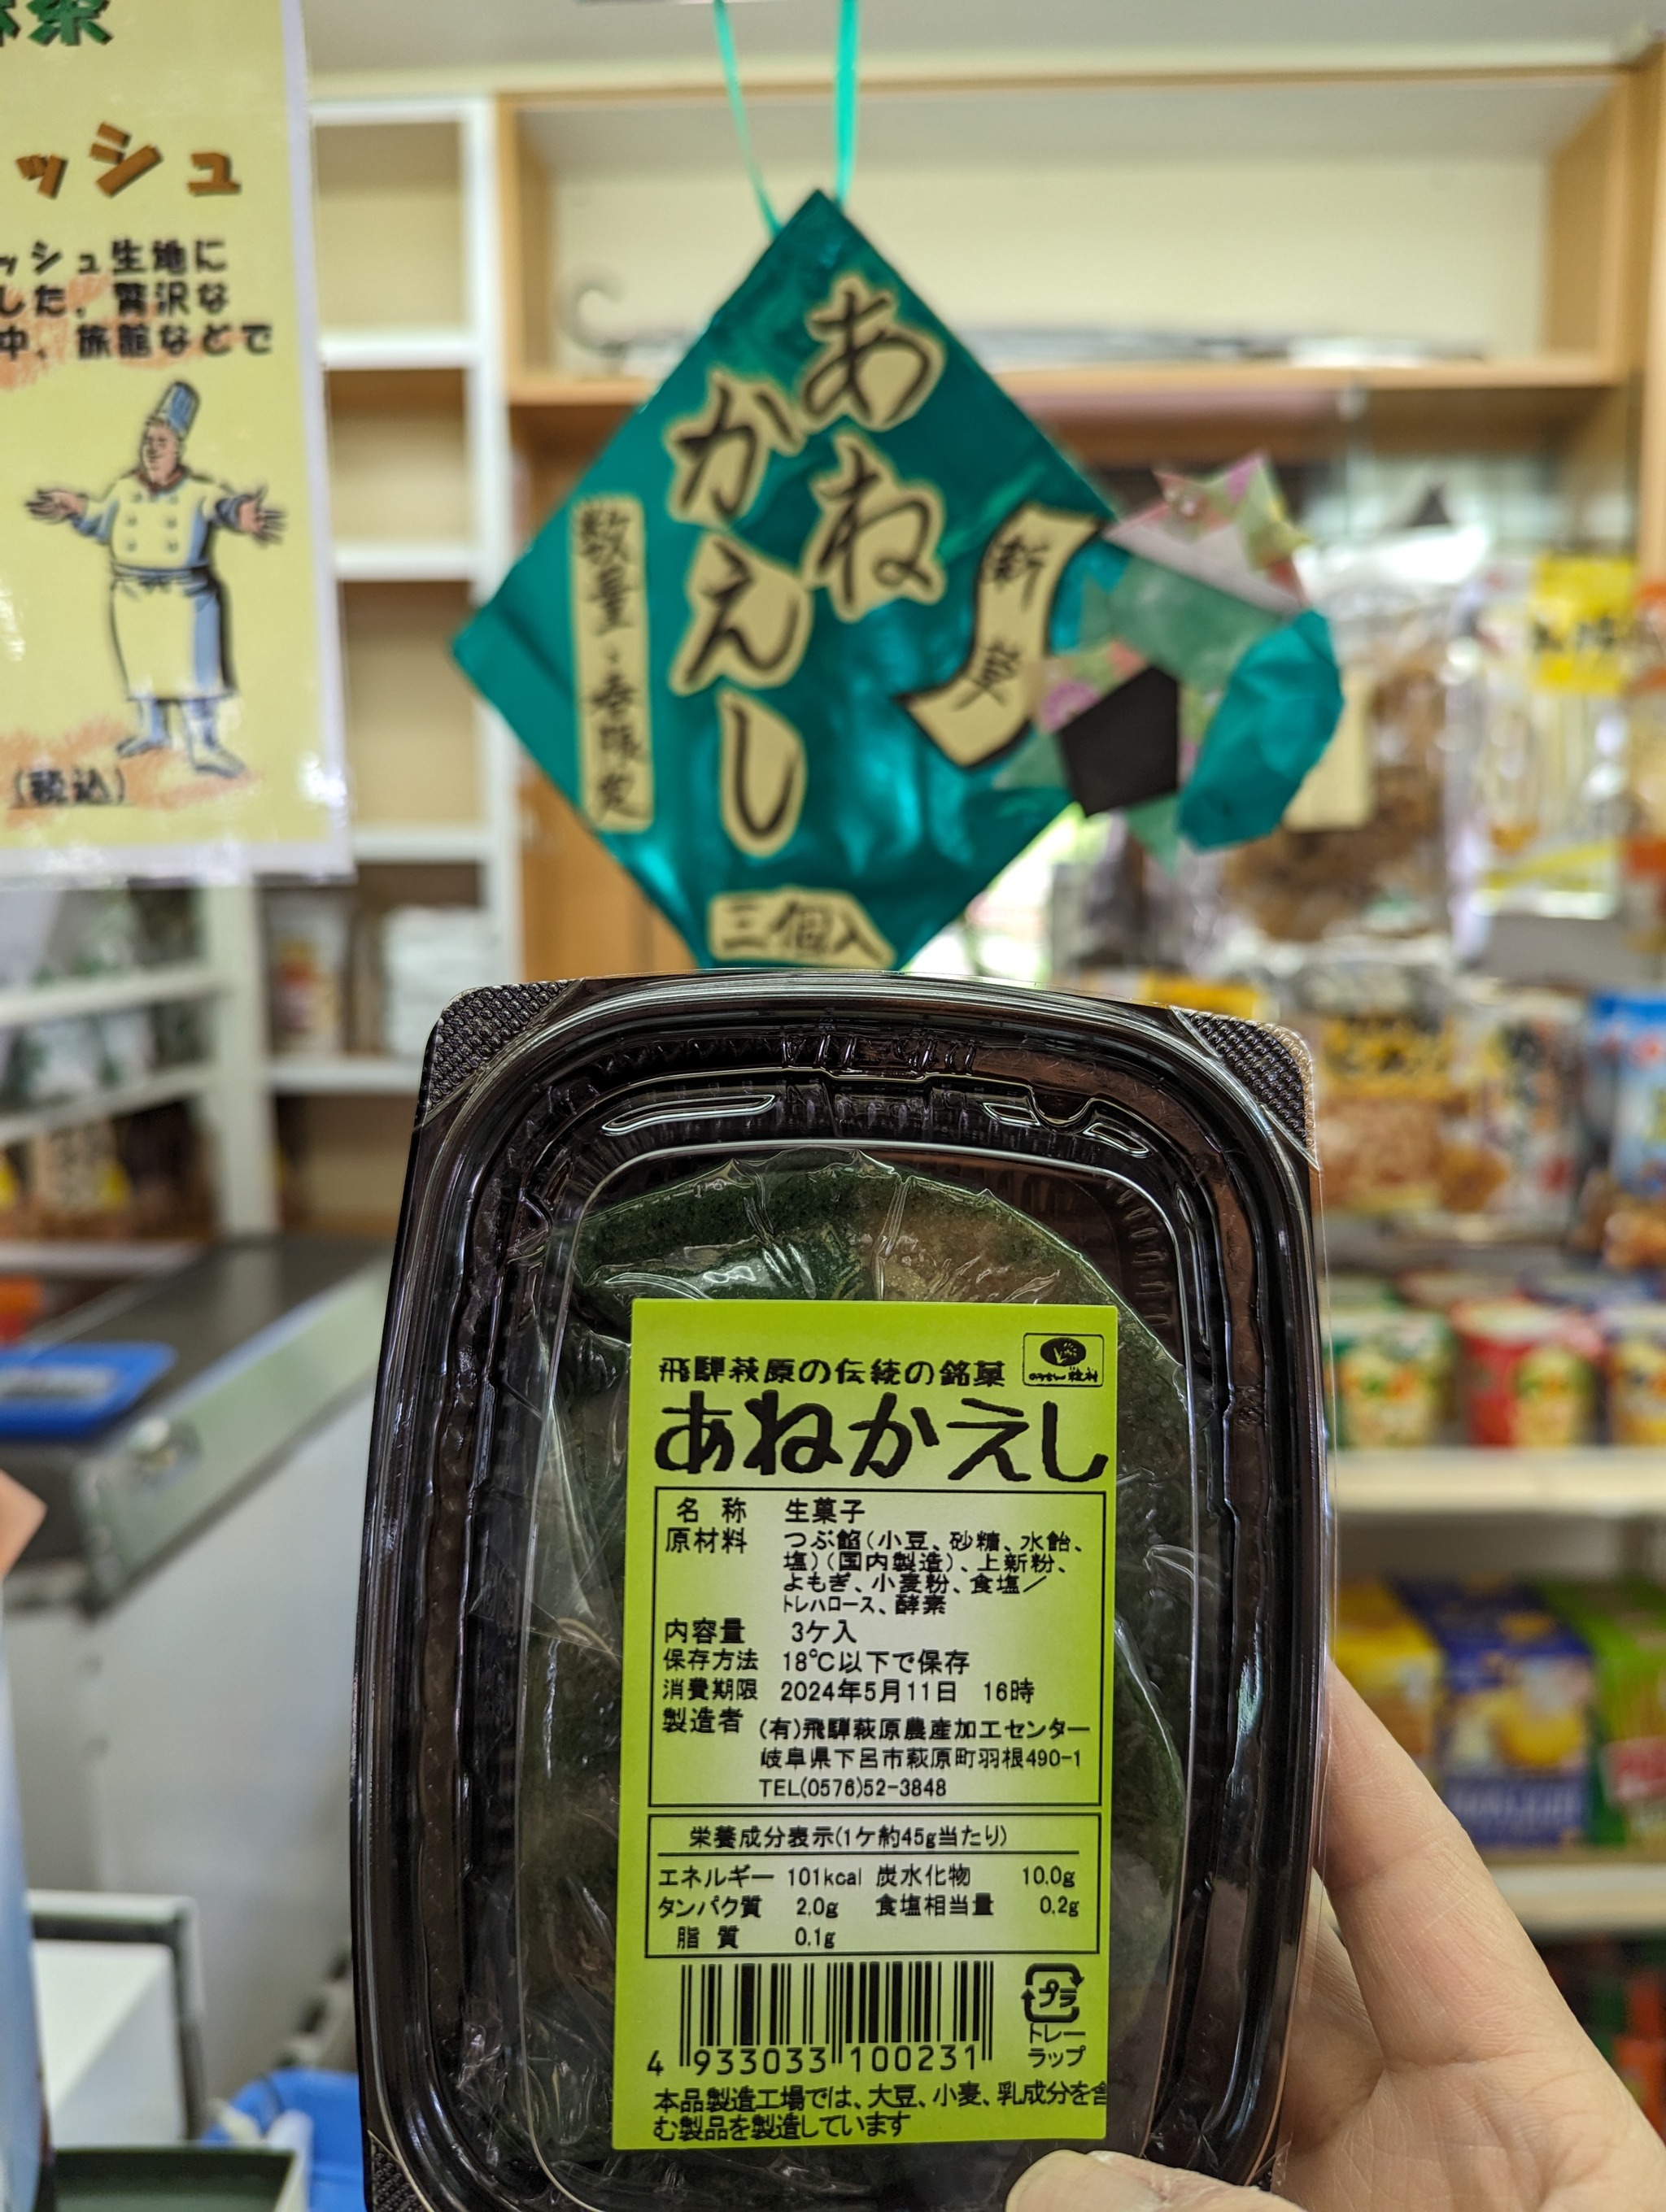 ッシュ
ッシュ生地に
した、贅沢な
中、旅館などで
(税込)
あね
かえし
新草
数量・春限定
三個入
飛騨萩原の伝統の銘菓
あねかえし
名 称 生菓子
原材料 つぶ餡(小豆、砂糖、水飴、
塩)(国内製造)、上新粉、
よもぎ、小麦粉、食塩/
トレハロース、酵素
内容量 3ケ入
保存方法 18℃以下で保存
消費期限 2024年5月11日 16時
製造者 (有)飛騨萩原農産加工センター
岐阜県下呂市萩原町羽根490-1
TEL(0576)52-3848
栄養成分表示(1ケ約45g当たり)
エネルギー 101kcal 炭水化物 10.0g
タンパク質 2.0g 食塩相当量 0.2g
脂 質 0.1g
プラ
トレー
ラップ
4 933033 100231
本品製造工場では、大豆、小麦、乳成分を含
む製品を製造しています